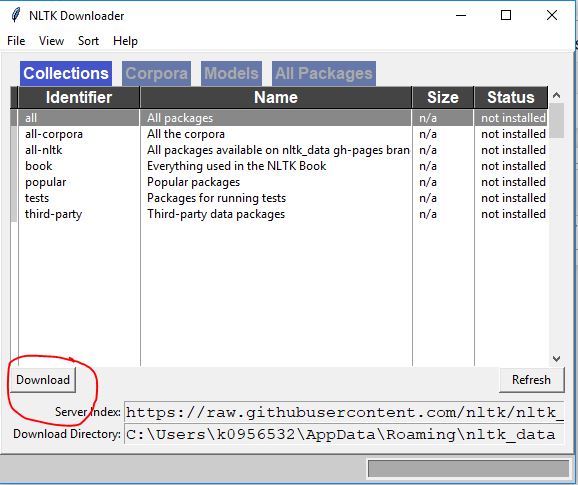 NLTK Downloader
File View Sort Help
Collections Corpora Models All Packages
Identifier Name Size Status
all All packages n/a not installed
all-corpora All the corpora n/a not installed
all-nltk All packages available on nltk_data gh-pages bran n/a not installed
book Everything used in the NLTK Book n/a not installed
popular Popular packages n/a not installed
tests Packages for running tests n/a not installed
third-party Third-party data packages n/a not installed
Download Refresh
Server Index: https://raw.githubusercontent.com/nltk/nltk_
Download Directory: C:\Users\k0956532\AppData\Roaming\nltk_data